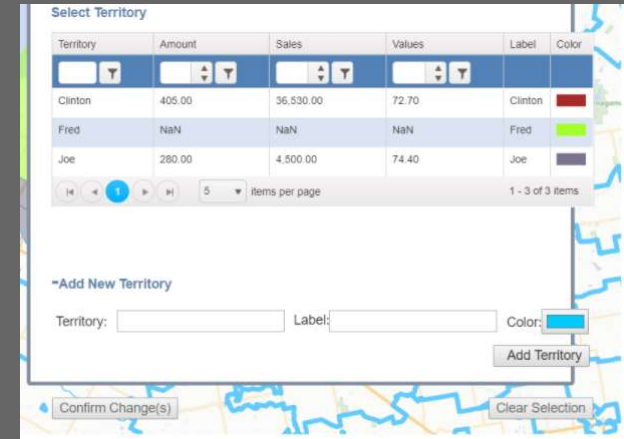 Select Territory
Territory Amount Sales Values Label Color
Clinton 405.00 36,530.00 72.70 Clinton
Fred NaN NaN NaN Fred
Joe 280.00 4,500.00 74.40 Joe
1 5 items per page 1 - 3 of 3 items
-Add New Territory
Territory: Label: Color:
Add Territory
Confirm Change(s) Clear Selection